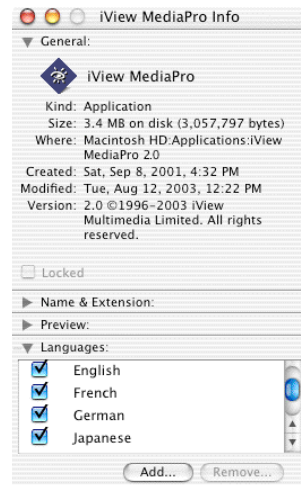 iView MediaPro Info
General:
iView MediaPro
Kind: Application
Size: 3.4 MB on disk (3,057,797 bytes)
Where: Macintosh HD:Applications:iView
MediaPro 2.0
Created: Sat, Sep 8, 2001, 4:32 PM
Modified: Tue, Aug 12, 2003, 12:22 PM
Version: 2.0 ©1996-2003 iView
Multimedia Limited. All rights
reserved.
Locked
Name & Extension:
Preview:
Languages:
English
French
German
Japanese
Add... Remove...